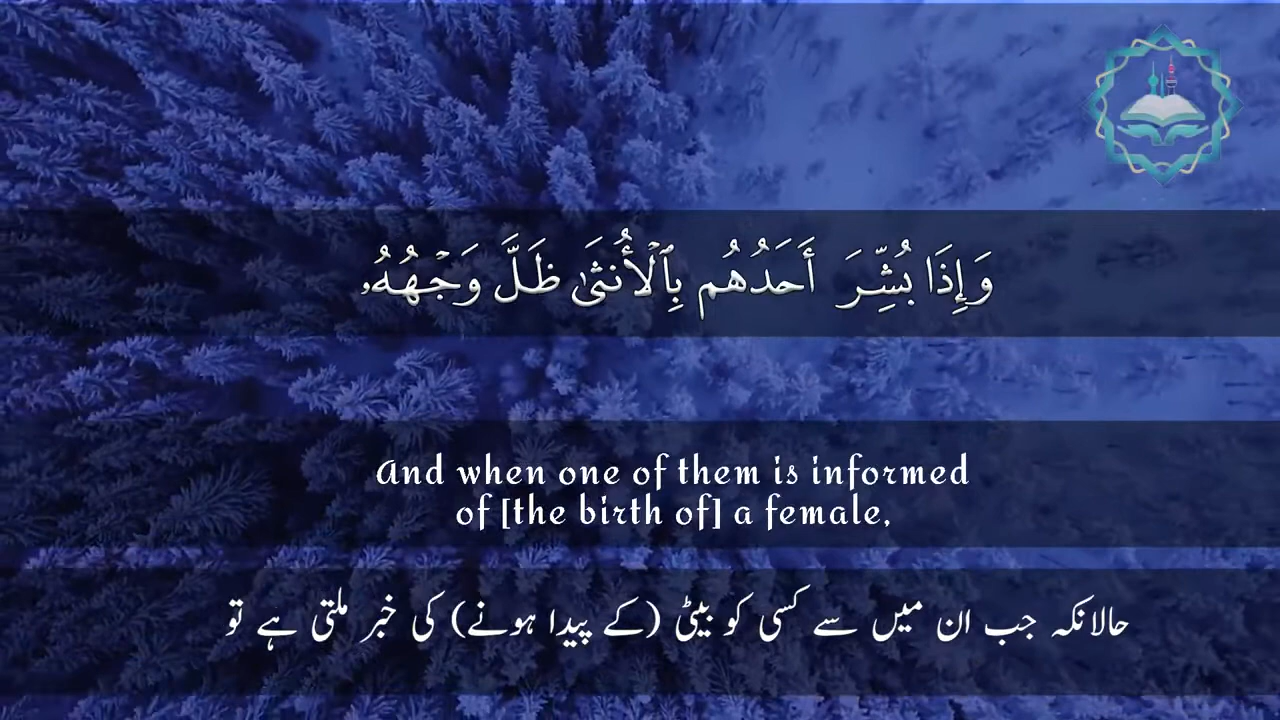 وَإِذَا بُشِّرَ أَحَدُهُم بِٱلْأُنثَىٰ ظَلَّ وَجْهُهُۥ
And when one of them is informed
of [the birth of] a female,
حالانکہ جب ان میں سے کسی کو بیٹی (کے پیدا ہونے) کی خبر ملتی ہے تو